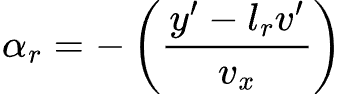 α_r = − ( (y′ − l_r v′) / v_x )